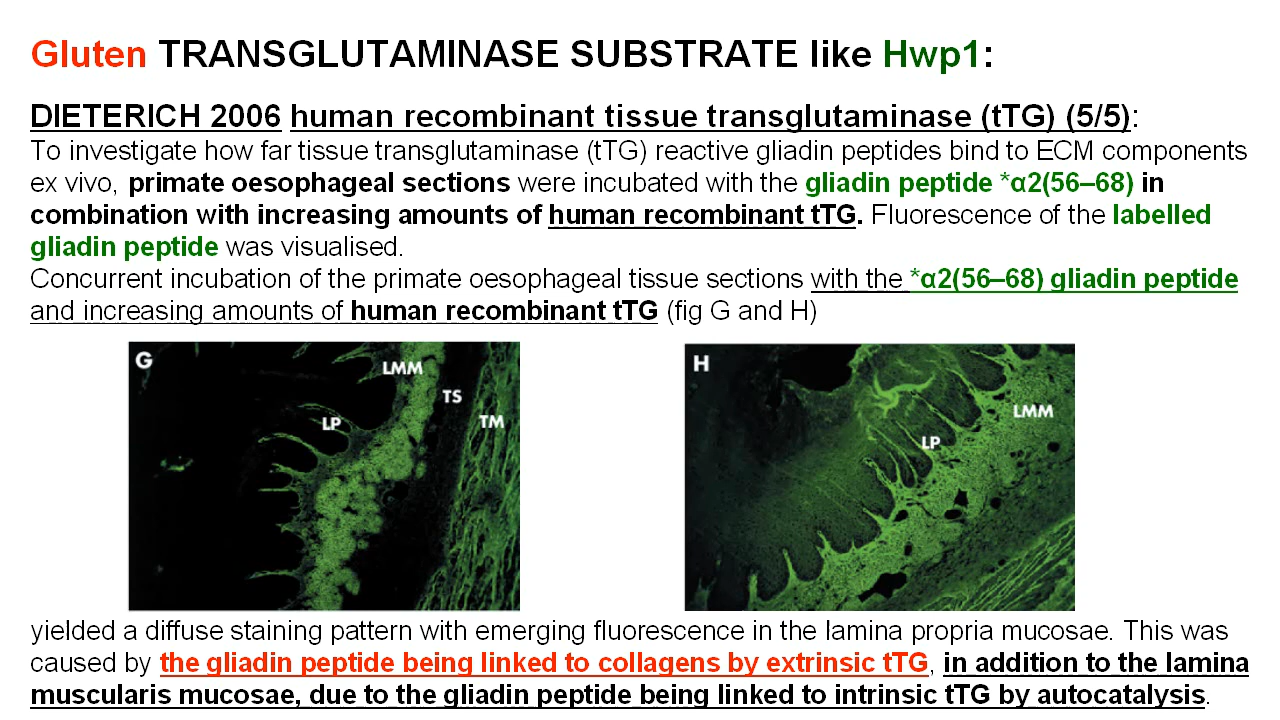 Gluten TRANSGLUTAMINASE SUBSTRATE like Hwp1:
DIETERICH 2006 human recombinant tissue transglutaminase (tTG) (5/5):
To investigate how far tissue transglutaminase (tTG) reactive gliadin peptides bind to ECM components
ex vivo, primate oesophageal sections were incubated with the gliadin peptide *α2(56–68) in
combination with increasing amounts of human recombinant tTG. Fluorescence of the labelled
gliadin peptide was visualised.
Concurrent incubation of the primate oesophageal tissue sections with the *α2(56–68) gliadin peptide
and increasing amounts of human recombinant tTG (fig G and H)
G
LMM
TS
LP
TM
H
LMM
LP
yielded a diffuse staining pattern with emerging fluorescence in the lamina propria mucosae. This was
caused by the gliadin peptide being linked to collagens by extrinsic tTG, in addition to the lamina
muscularis mucosae, due to the gliadin peptide being linked to intrinsic tTG by autocatalysis.